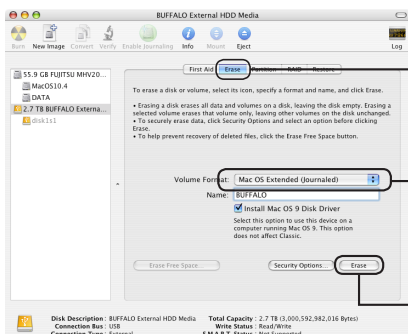 BUFFALO External HDD Media
Burn New Image Convert Verify Enable Journaling Info Mount Eject Log
55.9 GB FUJITSU MHV20...
MacOS10.4
DATA
2.7 TB BUFFALO Externa...
disk1s1
First Aid Erase Partition RAID Restore
To erase a disk or volume, select its icon, specify a format and name, and click Erase.
• Erasing a disk erases all data and volumes on a disk, leaving the disk empty. Erasing a
selected volume erases that volume only, leaving other volumes on the disk unchanged.
• To securely erase data, click Security Options and select an option before clicking
Erase.
• To help prevent recovery of deleted files, click the Erase Free Space button.
Volume Format: Mac OS Extended (Journaled)
Name: BUFFALO
Install Mac OS 9 Disk Driver
Select this option to use this device on a
computer running Mac OS 9. This option
does not affect Classic.
Erase Free Space... Security Options... Erase
Disk Description : BUFFALO External HDD Media Total Capacity : 2.7 TB (3,000,592,982,016 Bytes)
Connection Bus : USB Write Status : Read/Write
Connection Type : External S.M.A.R.T. Status : Not Supported